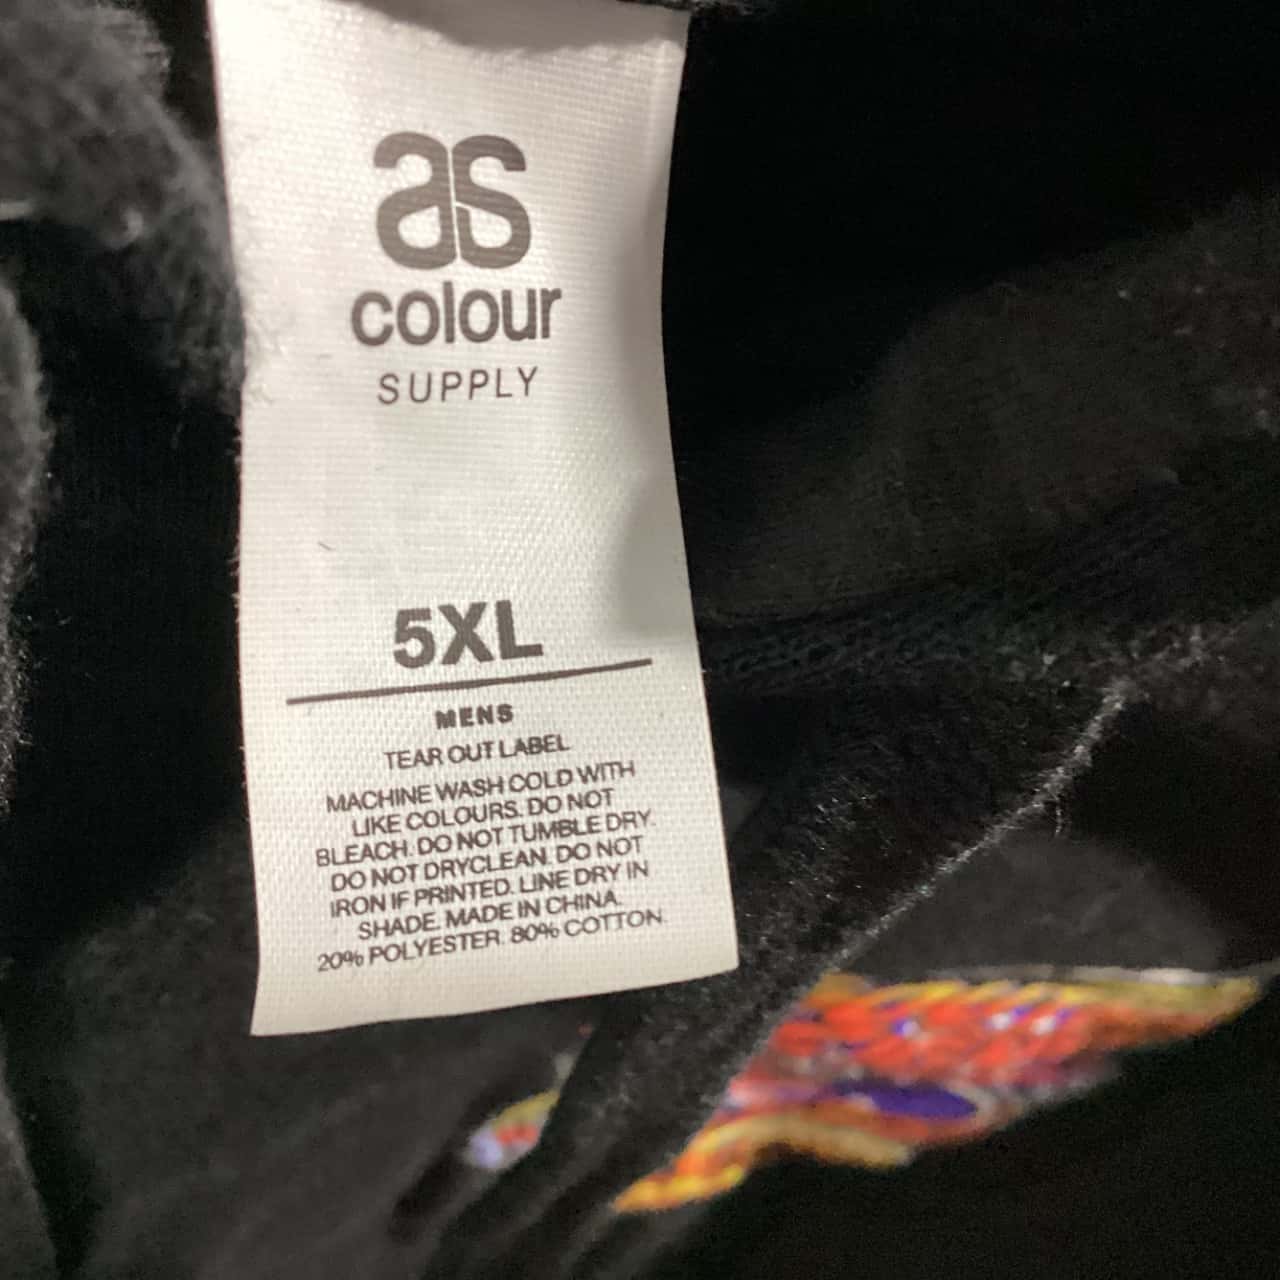 as
colour
SUPPLY
5XL
MENS
TEAR OUT LABEL
MACHINE WASH COLD WITH
LIKE COLOURS. DO NOT
BLEACH. DO NOT TUMBLE DRY.
DO NOT DRYCLEAN. DO NOT
IRON IF PRINTED. LINE DRY IN
SHADE. MADE IN CHINA.
20% POLYESTER. 80% COTTON.